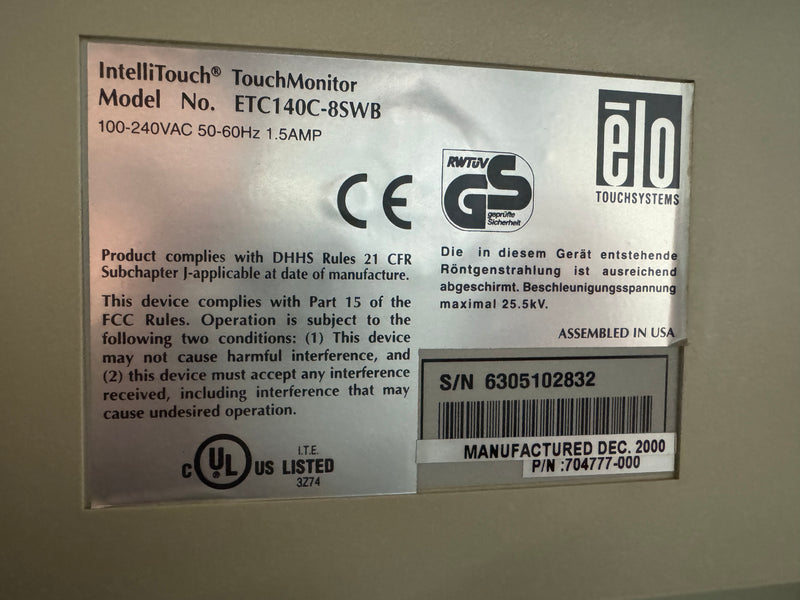 IntelliTouch® TouchMonitor
Model No. ETC140C-8SWB
100-240VAC 50-60Hz 1.5AMP
ēlo
TOUCHSYSTEMS
CE
RWTÜV
GS
geprüfte
Sicherheit
Product complies with DHHS Rules 21 CFR
Subchapter J-applicable at date of manufacture.
This device complies with Part 15 of the
FCC Rules. Operation is subject to the
following two conditions: (1) This device
may not cause harmful interference, and
(2) this device must accept any interference
received, including interference that may
cause undesired operation.
Die in diesem Gerät entstehende
Röntgenstrahlung ist ausreichend
abgeschirmt. Beschleunigungsspannung
maximal 25.5kV.
ASSEMBLED IN USA
S/N 6305102832
MANUFACTURED DEC. 2000
P/N :704777-000
C UL® US LISTED
I.T.E.
3Z74